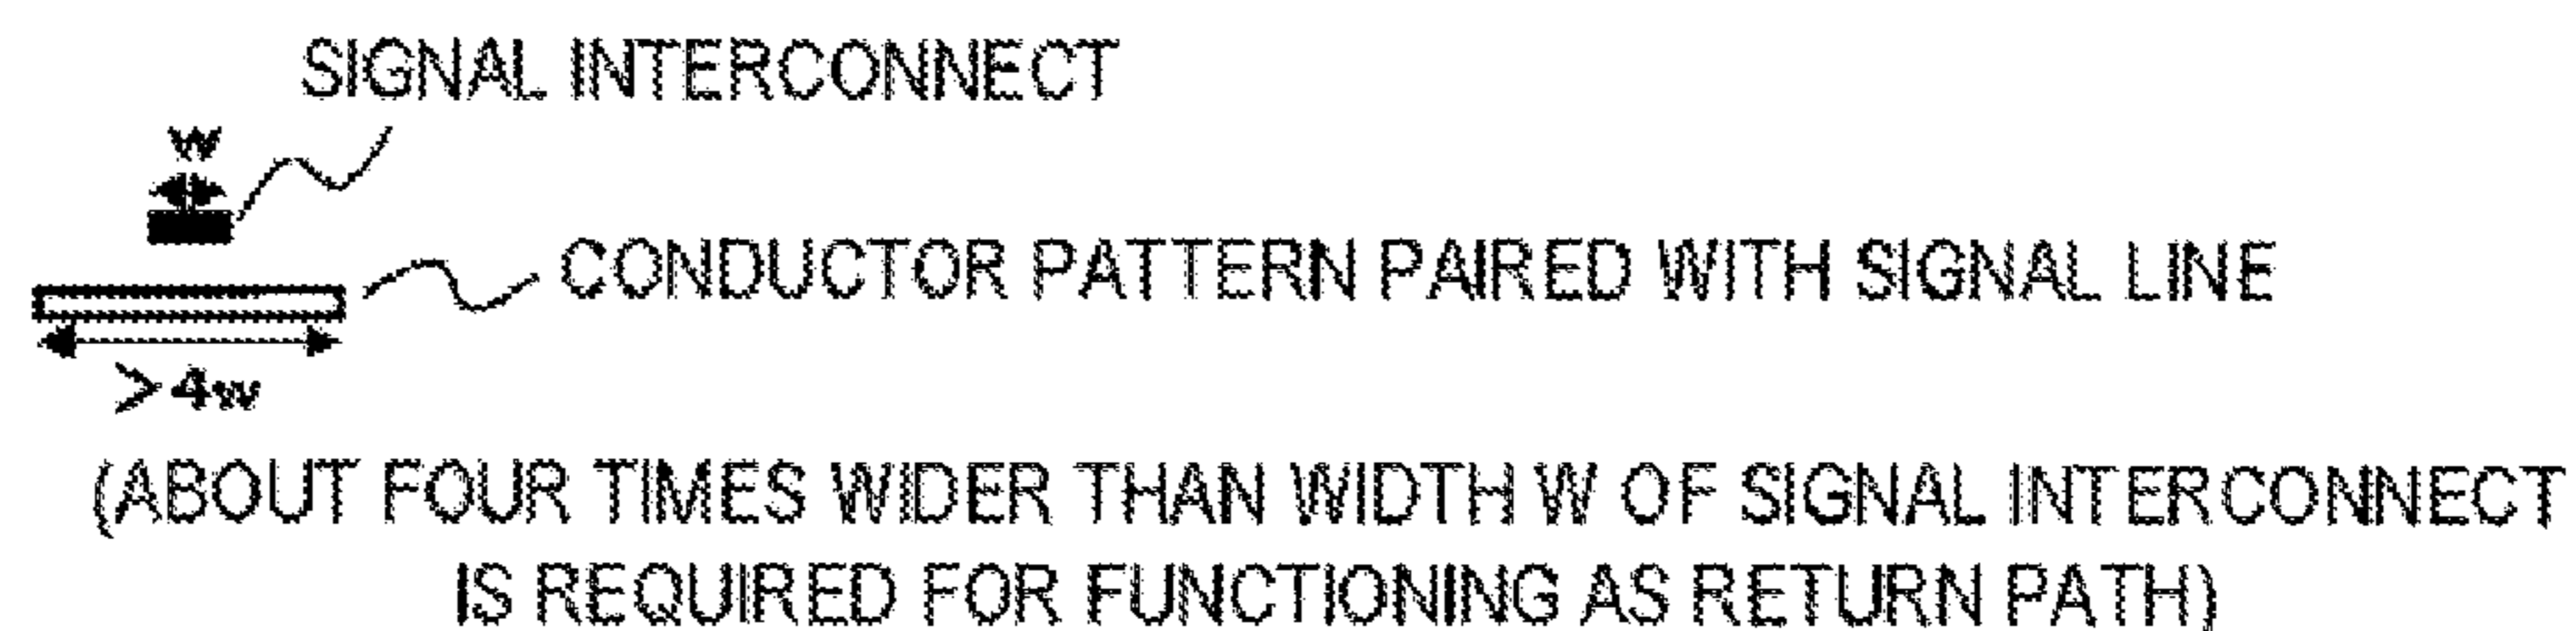 SIGNAL INTERCONNECT
w
CONDUCTOR PATTERN PAIRED WITH SIGNAL LINE
>4w
(ABOUT FOUR TIMES WIDER THAN WIDTH W OF SIGNAL INTERCONNECT
IS REQUIRED FOR FUNCTIONING AS RETURN PATH)